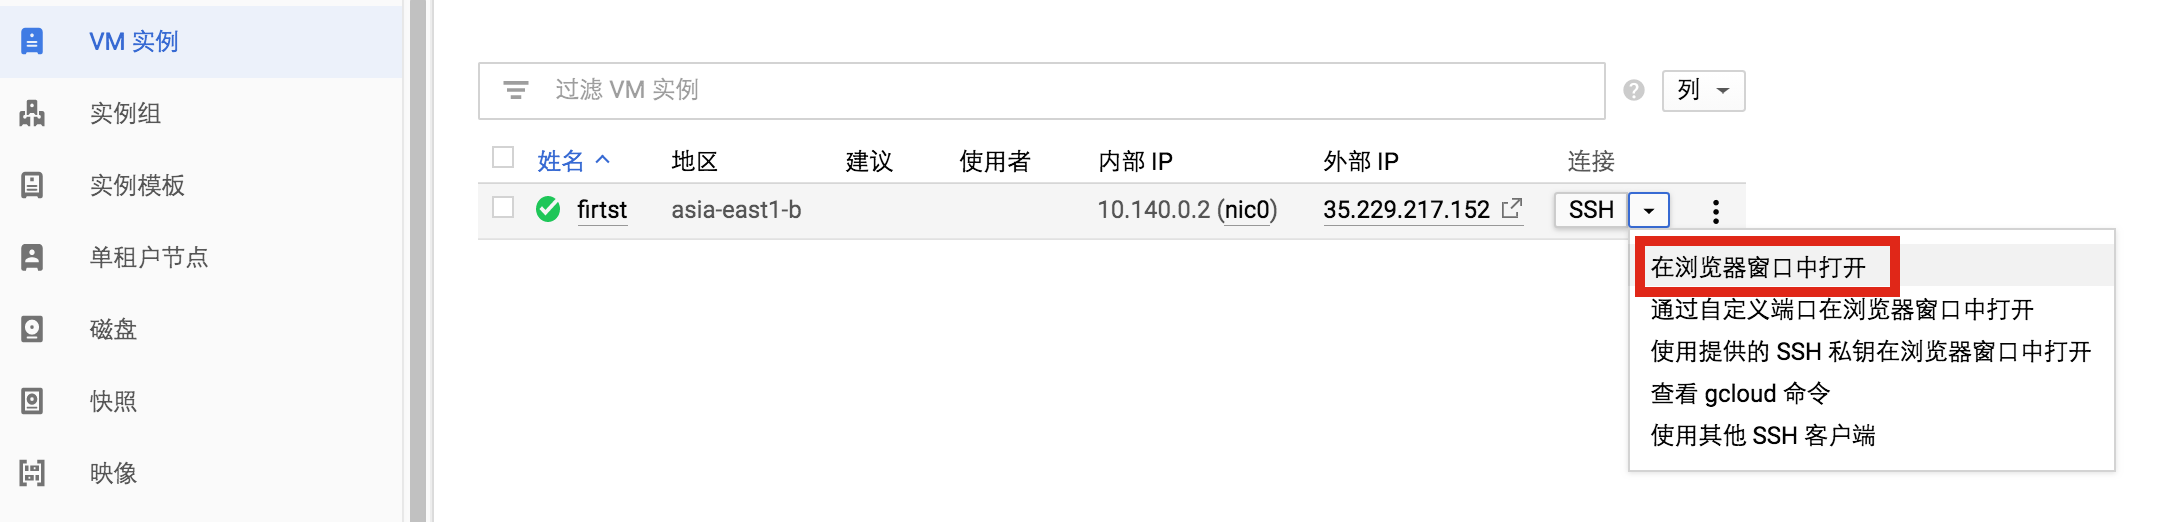 VM 实例
实例组
实例模板
单租户节点
磁盘
快照
映像
过滤 VM 实例
列
姓名 地区 建议 使用者 内部 IP 外部 IP 连接
firtst asia-east1-b 10.140.0.2 (nic0) 35.229.217.152 SSH
在浏览器窗口中打开
通过自定义端口在浏览器窗口中打开
使用提供的 SSH 私钥在浏览器窗口中打开
查看 gcloud 命令
使用其他 SSH 客户端